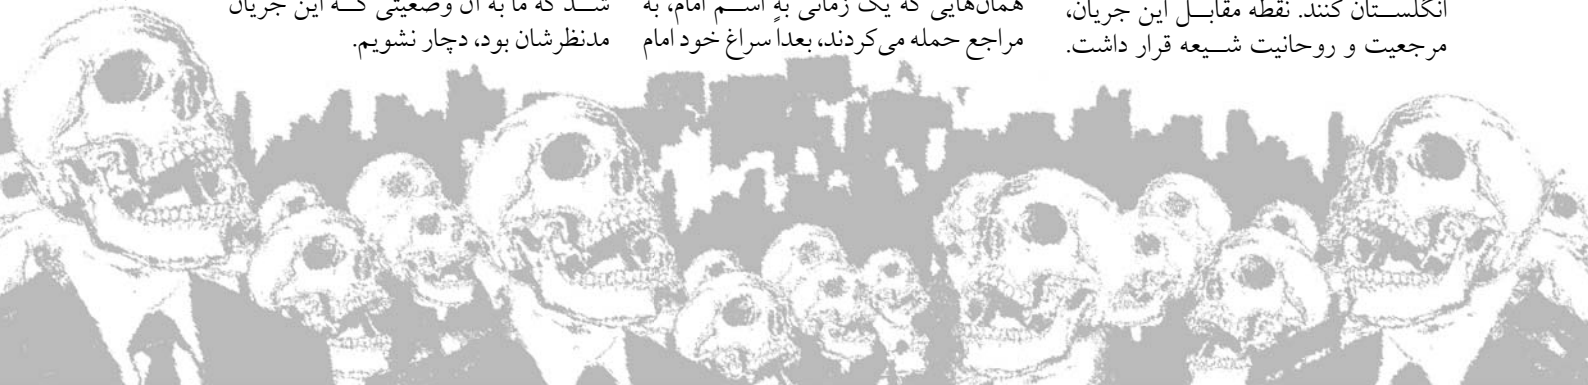 انگلستان کنند. نقطه مقابل این جریان،
مرجعیت و روحانیت شیعه قرار داشت.
همان‌هایی که یک زمانی به اسم امام، به
مراجع حمله می‌کردند، بعداً سراغ خود امام
شد که ما به آن وضعیتی که این جریان
مدنظرشان بود، دچار نشویم.